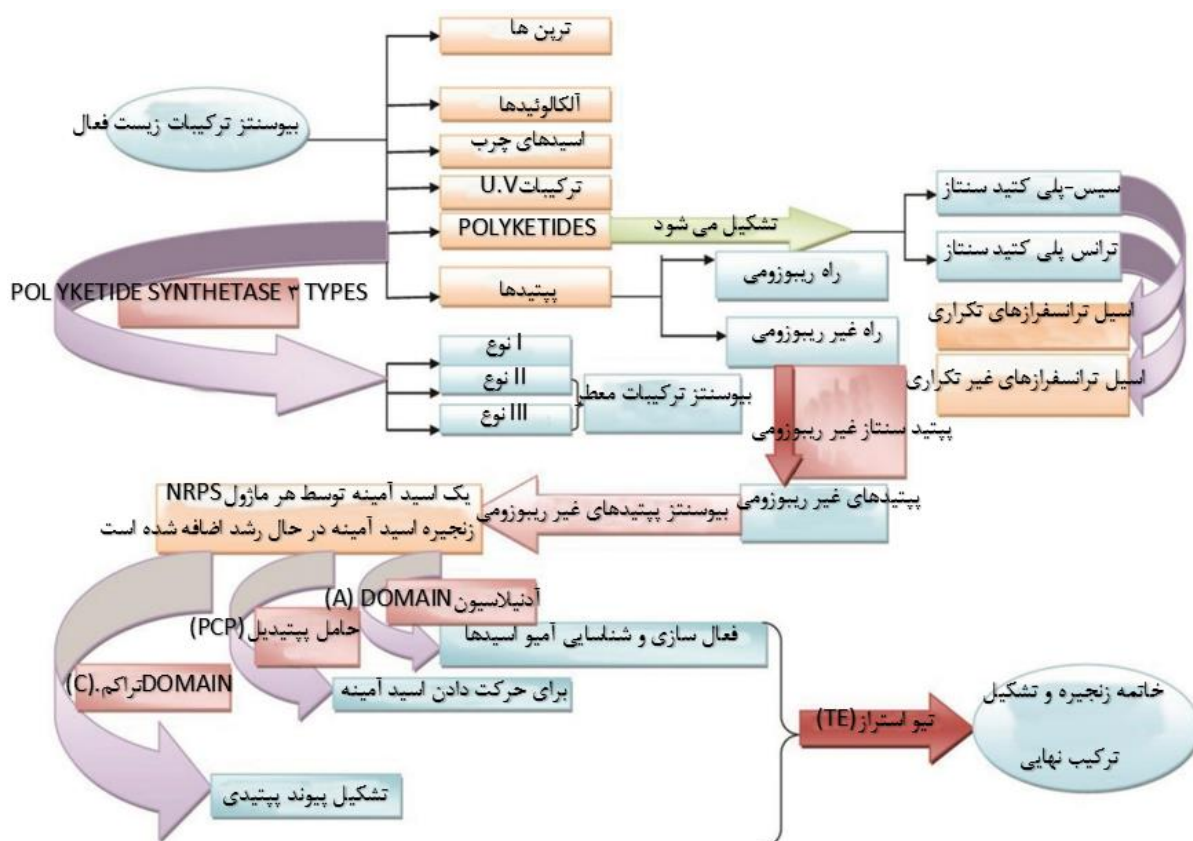 ترپن ها
آلکالوئیدها
بیوسنتز ترکیبات زیست فعال
اسیدهای چرب
ترکیبات U.V
POLYKETIDES
تشکیل می شود
سیس-پلی کتید سنتاز
ترانس پلی کتید سنتاز
پپتیدها
راه ریبوزومی
راه غیر ریبوزومی
POLYKETIDE SYNTHETASE ۳ TYPES
اسیل ترانسفرازهای تکراری
اسیل ترانسفرازهای غیر تکراری
نوع I
نوع II
نوع III
بیوسنتز ترکیبات معط
پپتید سنتاز غیر ریبوزومی
پپتیدهای غیر ریبوزومی
بیوسنتز پپتیدهای غیر ریبوزومی
یک اسید آمینه توسط هر ماژول NRPS
زنجیره اسید آمینه در حال رشد اضافه شده است
آدنیلاسیون DOMAIN (A)
حامل پپتیدیل (PCP)
DOMAINتراکم.(C)
فعال سازی و شناسایی آمیو اسیدها
برای حرکت دادن اسید آمینه
تشکیل پیوند پپتیدی
تیو استراز (TE)
خاتمه زنجیره و تشکیل
ترکیب نهایی